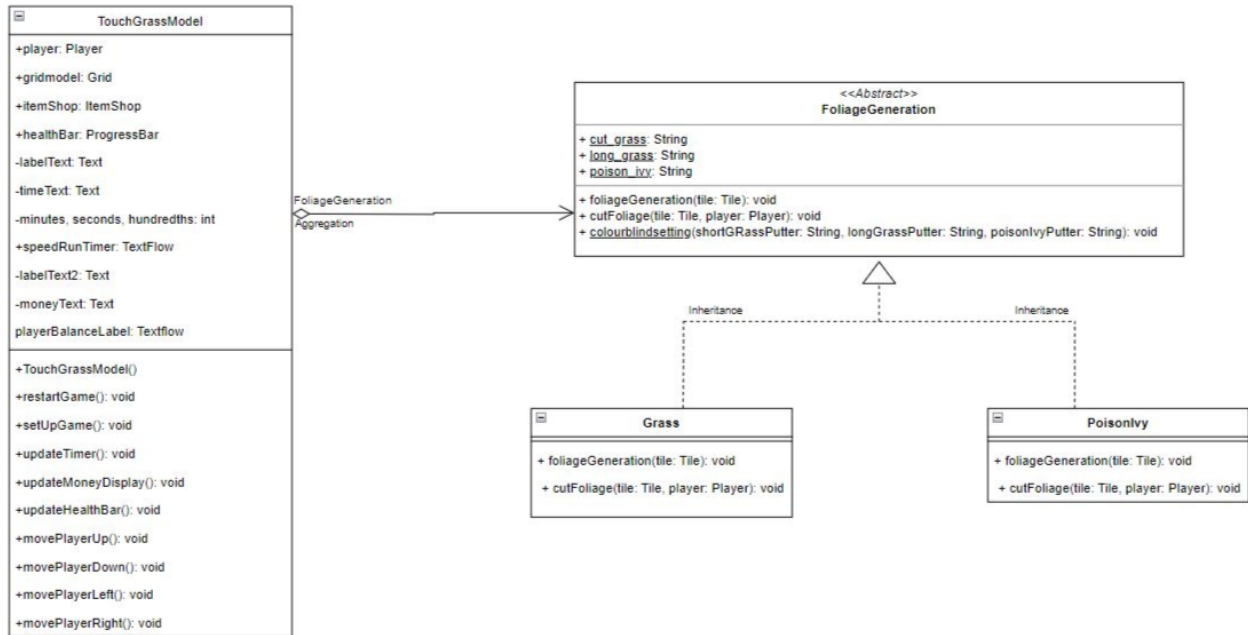 TouchGrassModel
+player: Player
+gridmodel: Grid
+itemShop: ItemShop
+healthBar: ProgressBar
-labelText: Text
-timeText: Text
-minutes, seconds, hundredths: int
+speedRunTimer: TextFlow
-labelText2: Text
-moneyText: Text
playerBalanceLabel: Textflow
+TouchGrassModel()
+restartGame(): void
+setUpGame(): void
+updateTimer(): void
+updateMoneyDisplay(): void
+updateHealthBar(): void
+movePlayerUp(): void
+movePlayerDown(): void
+movePlayerLeft(): void
+movePlayerRight(): void
FoliageGeneration
Aggregation
<<Abstract>>
FoliageGeneration
+ cut_grass: String
+ long_grass: String
+ poison_ivy: String
+ foliageGeneration(tile: Tile): void
+ cutFoliage(tile: Tile, player: Player): void
+ colourblindsetting(shortGRassPutter: String, longGrassPutter: String, poisonIvyPutter: String): void
Inheritance
Inheritance
Grass
+ foliageGeneration(tile: Tile): void
+ cutFoliage(tile: Tile, player: Player): void
PoisonIvy
+ foliageGeneration(tile: Tile): void
+ cutFoliage(tile: Tile, player: Player): void